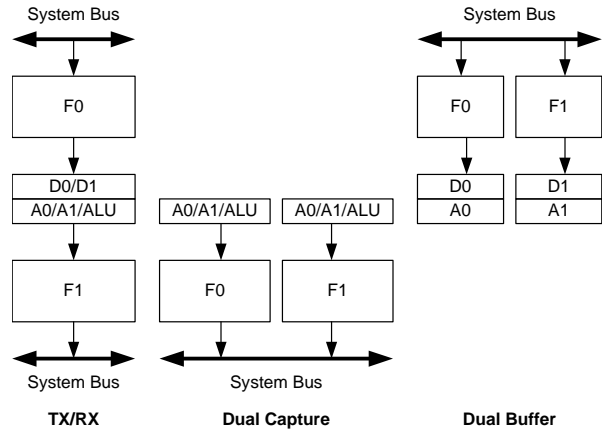 System Bus
F0
D0/D1
A0/A1/ALU
F1
System Bus
TX/RX
A0/A1/ALU
A0/A1/ALU
F0
F1
System Bus
Dual Capture
System Bus
F0
F1
D0
D1
A0
A1
Dual Buffer